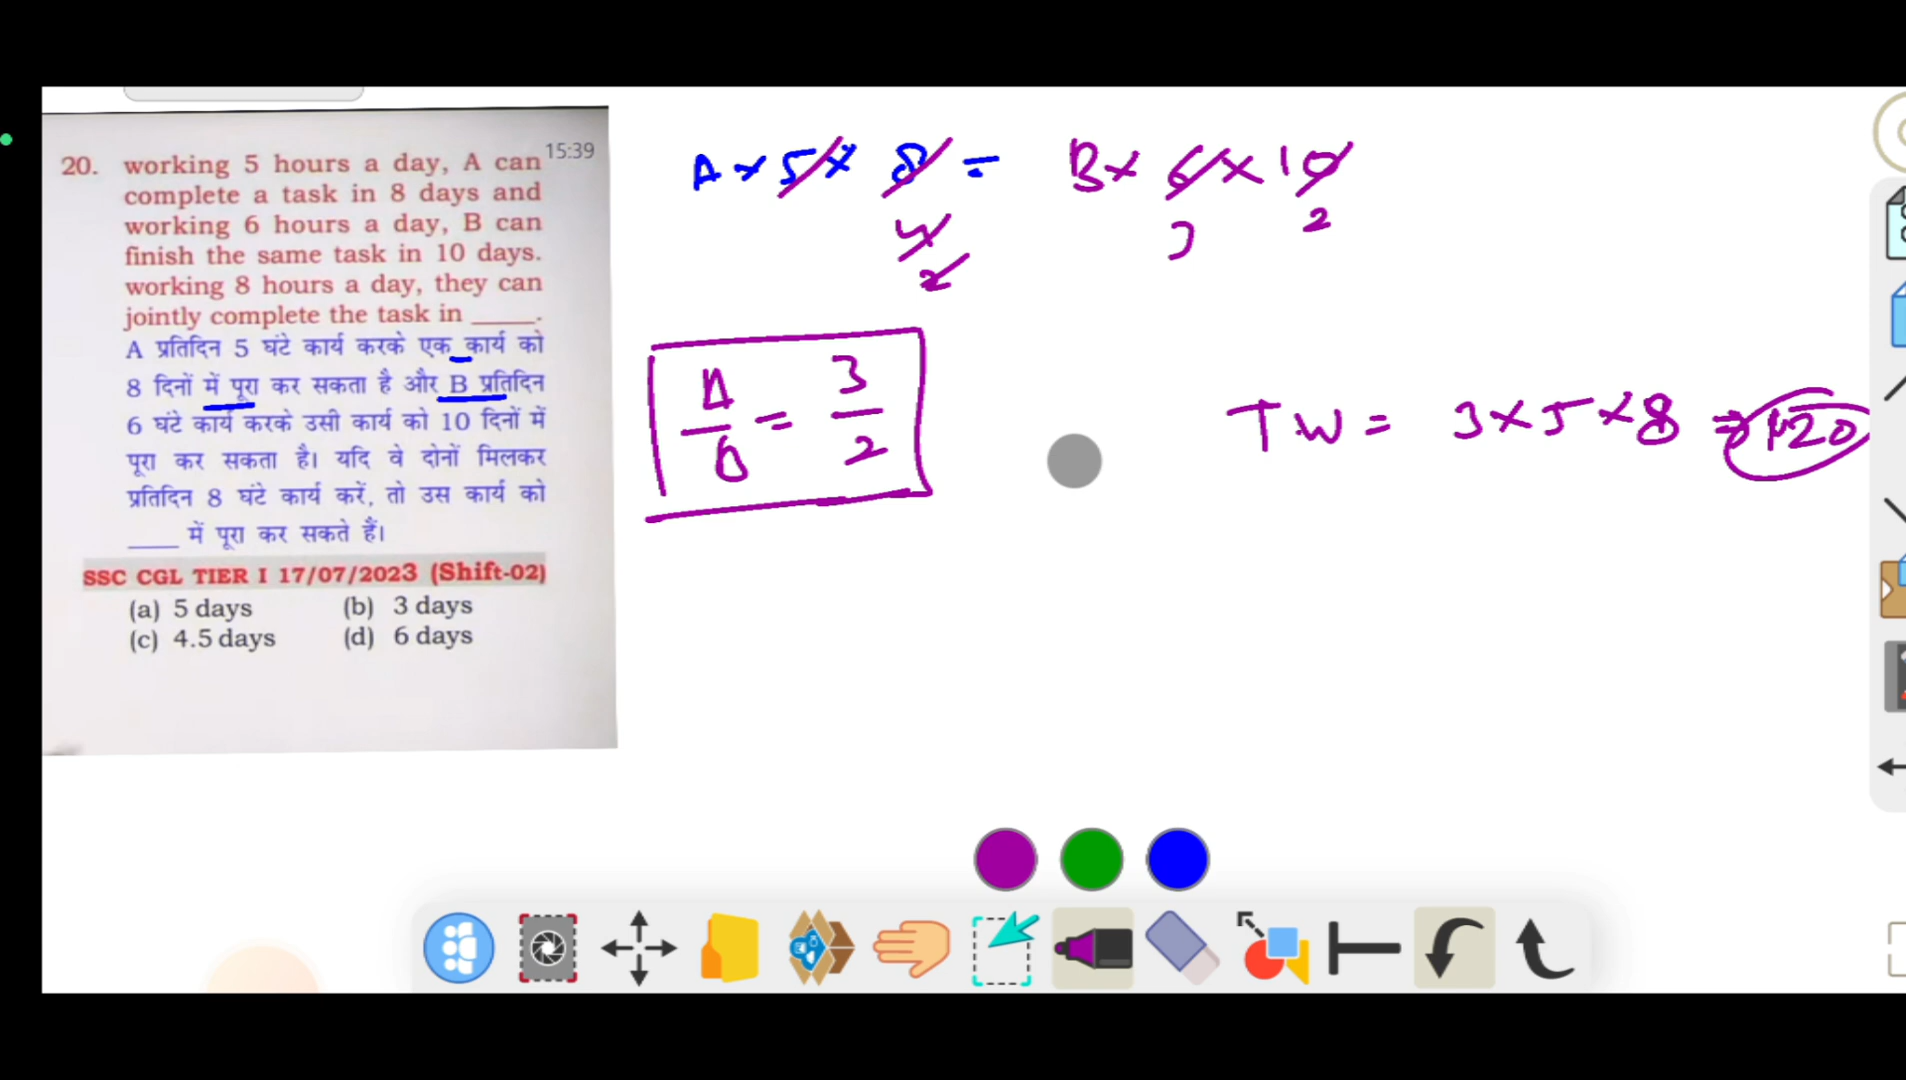 15:39
20. working 5 hours a day, A can
complete a task in 8 days and
working 6 hours a day, B can
finish the same task in 10 days.
working 8 hours a day, they can
jointly complete the task in _____.
A प्रतिदिन 5 घंटे कार्य करके एक कार्य को
8 दिनों में पूरा कर सकता है और B प्रतिदिन
6 घंटे कार्य करके उसी कार्य को 10 दिनों में
पूरा कर सकता है। यदि वे दोनों मिलकर
प्रतिदिन 8 घंटे कार्य करें, तो उस कार्य को
____ में पूरा कर सकते हैं।
SSC CGL TIER I 17/07/2023 (Shift-02)
(a) 5 days (b) 3 days
(c) 4.5 days (d) 6 days
A × 5 × 8 = B × 6 × 10
4 3 2
2
A/B = 3/2
TW = 3×5×8 ⇒ 120